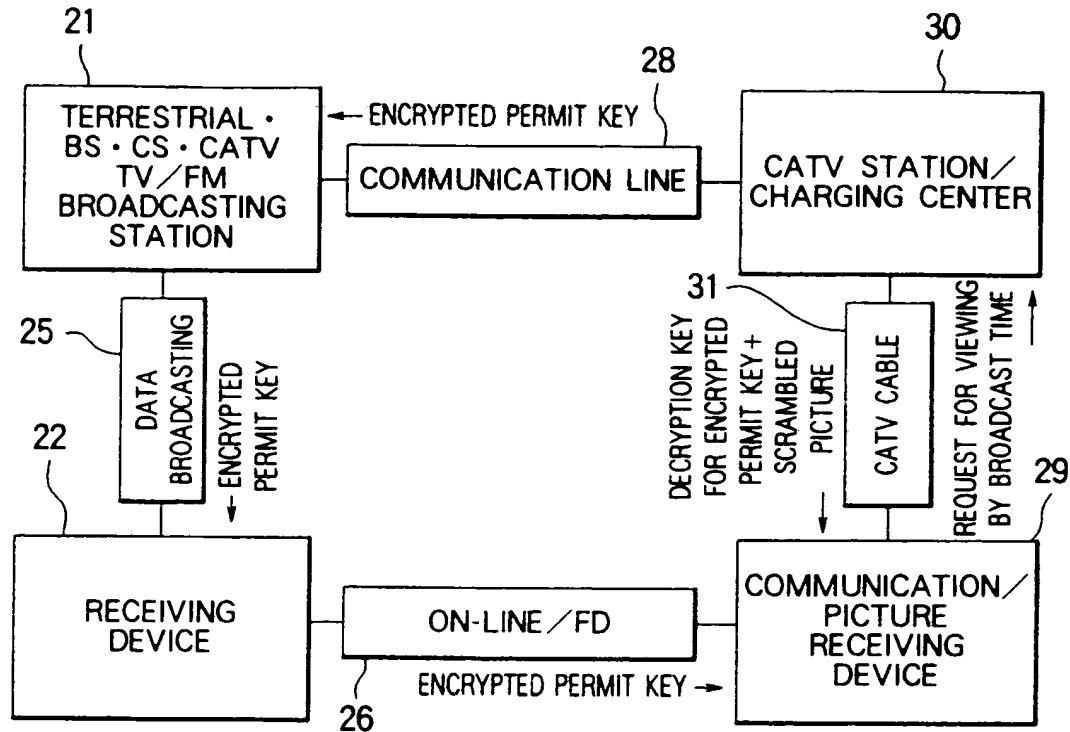 21
30
28
TERRESTRIAL・
BS・CS・CATV
TV/FM
BROADCASTING
STATION
← ENCRYPTED PERMIT KEY
COMMUNICATION LINE
CATV STATION/
CHARGING CENTER
25
DATA
BROADCASTING
ENCRYPTED
PERMIT KEY
→
31
DECRYPTION KEY
FOR ENCRYPTED
PERMIT KEY+
SCRAMBLED
PICTURE
→
CATV CABLE
REQUEST FOR VIEWING
BY BROADCAST TIME
→
22
29
RECEIVING
DEVICE
ON-LINE/FD
26
ENCRYPTED PERMIT KEY →
COMMUNICATION/
PICTURE
RECEIVING
DEVICE